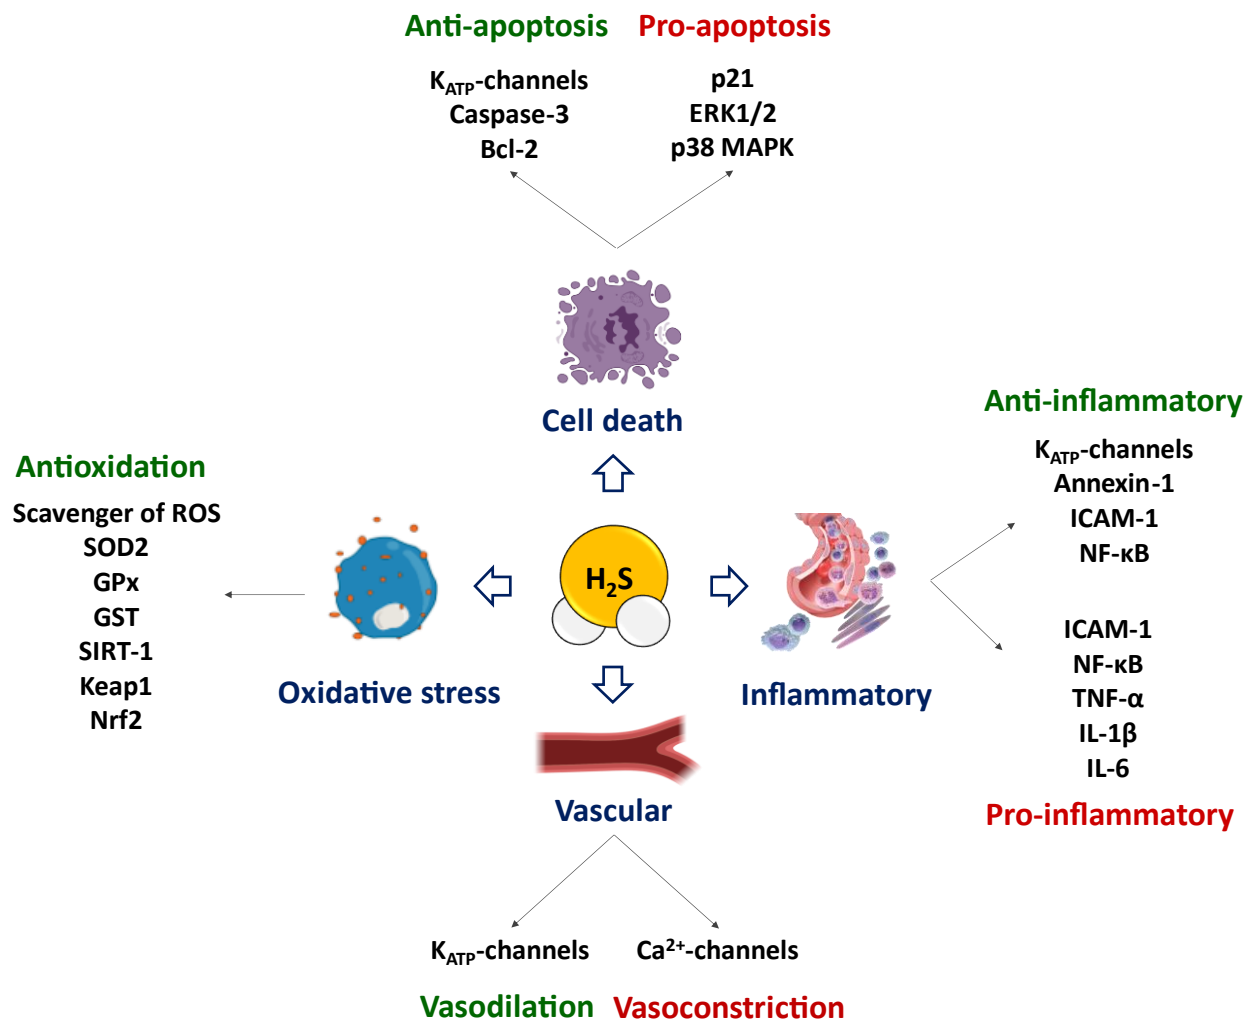 Anti-apoptosis
K_ATP-channels
Caspase-3
Bcl-2
Pro-apoptosis
p21
ERK1/2
p38 MAPK
Cell death
Antioxidation
Scavenger of ROS
SOD2
GPx
GST
SIRT-1
Keap1
Nrf2
Oxidative stress
H₂S
Inflammatory
Anti-inflammatory
K_ATP-channels
Annexin-1
ICAM-1
NF-κB
ICAM-1
NF-κB
TNF-α
IL-1β
IL-6
Pro-inflammatory
Vascular
K_ATP-channels
Vasodilation
Ca²⁺-channels
Vasoconstriction